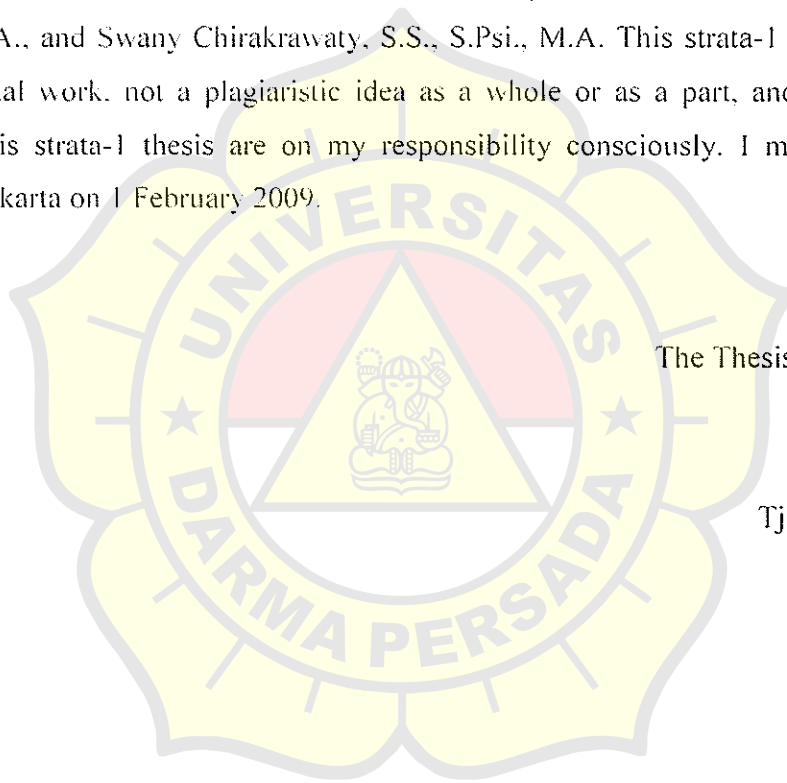 A., and Swany Chirakrawaty, S.S., S.Psi., M.A. This strata-1
al work. not a plagiaristic idea as a whole or as a part, and
is strata-1 thesis are on my responsibility consciously. I m
karta on 1 February 2009.
UNIVERSITAS
The Thesis
Tj
DARMA PERSADA